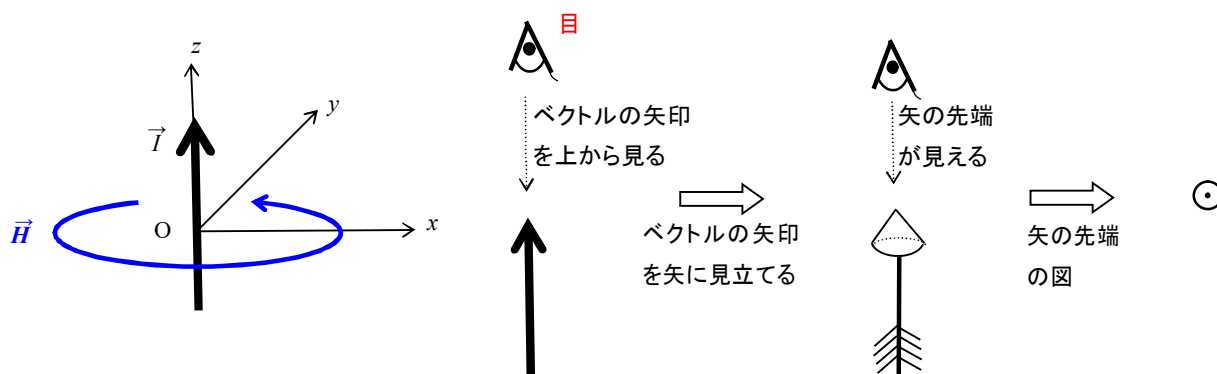 z
y
I
H
O
x
目
ベクトルの矢印
を上から見る
ベクトルの矢印
を矢に見立てる
矢の先端
が見える
矢の先端
の図